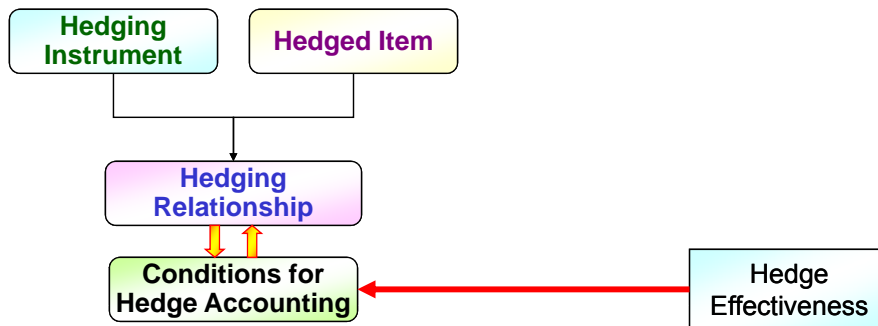 Hedging
Instrument
Hedged Item
Hedging
Relationship
Conditions for
Hedge Accounting
Hedge
Effectiveness